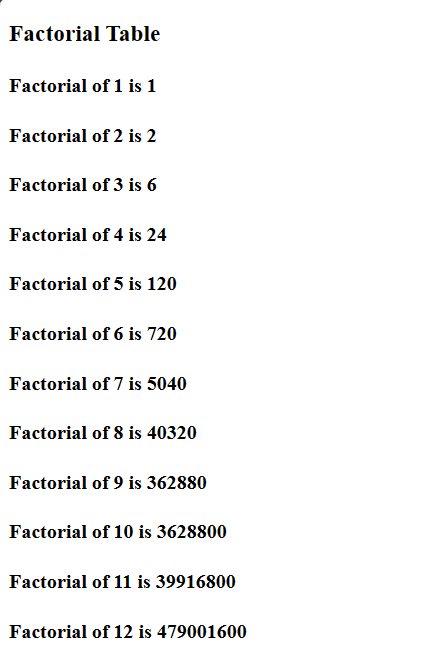 Factorial Table
Factorial of 1 is 1
Factorial of 2 is 2
Factorial of 3 is 6
Factorial of 4 is 24
Factorial of 5 is 120
Factorial of 6 is 720
Factorial of 7 is 5040
Factorial of 8 is 40320
Factorial of 9 is 362880
Factorial of 10 is 3628800
Factorial of 11 is 39916800
Factorial of 12 is 479001600